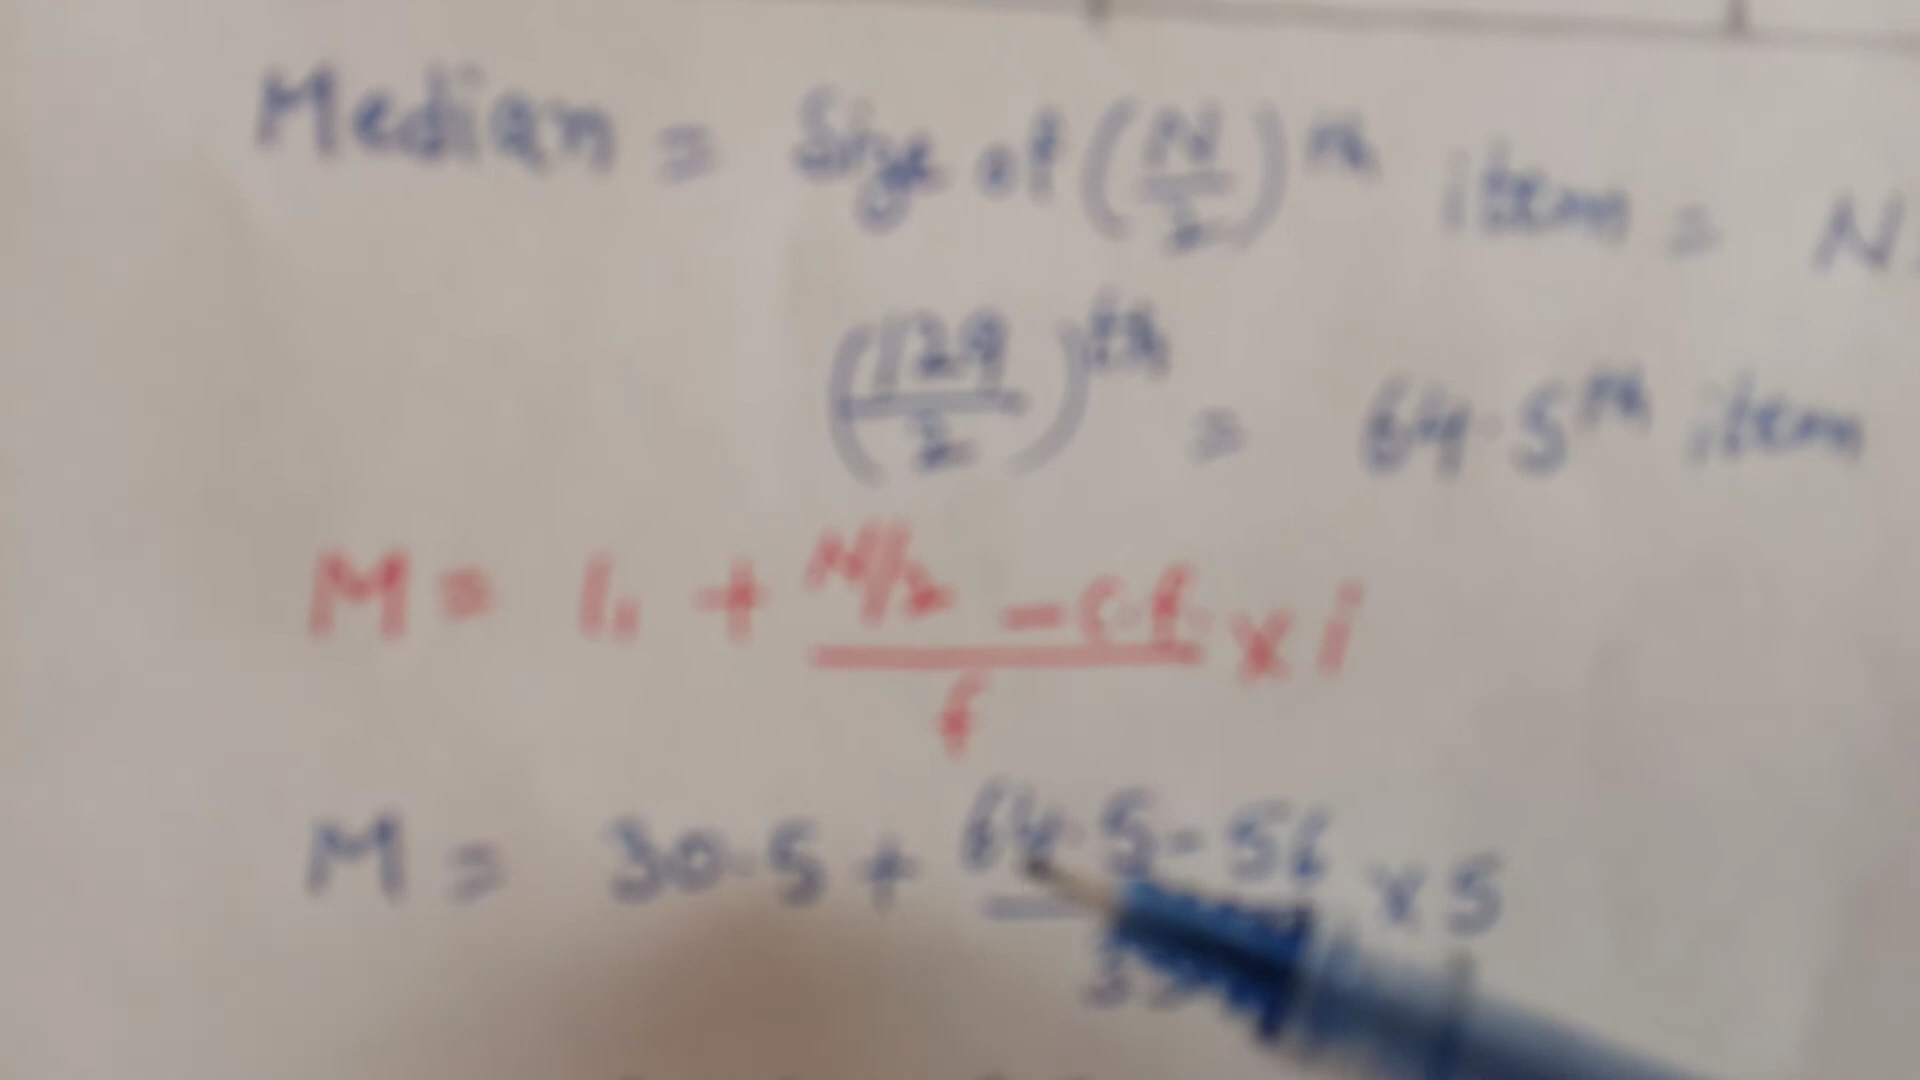 Median = Size of (N/2)th item = N
(129/2)th = 64.5th item
M = l1 + N/2 - c.f. / f x i
M = 30.5 + 64.5 - 56 / x 5